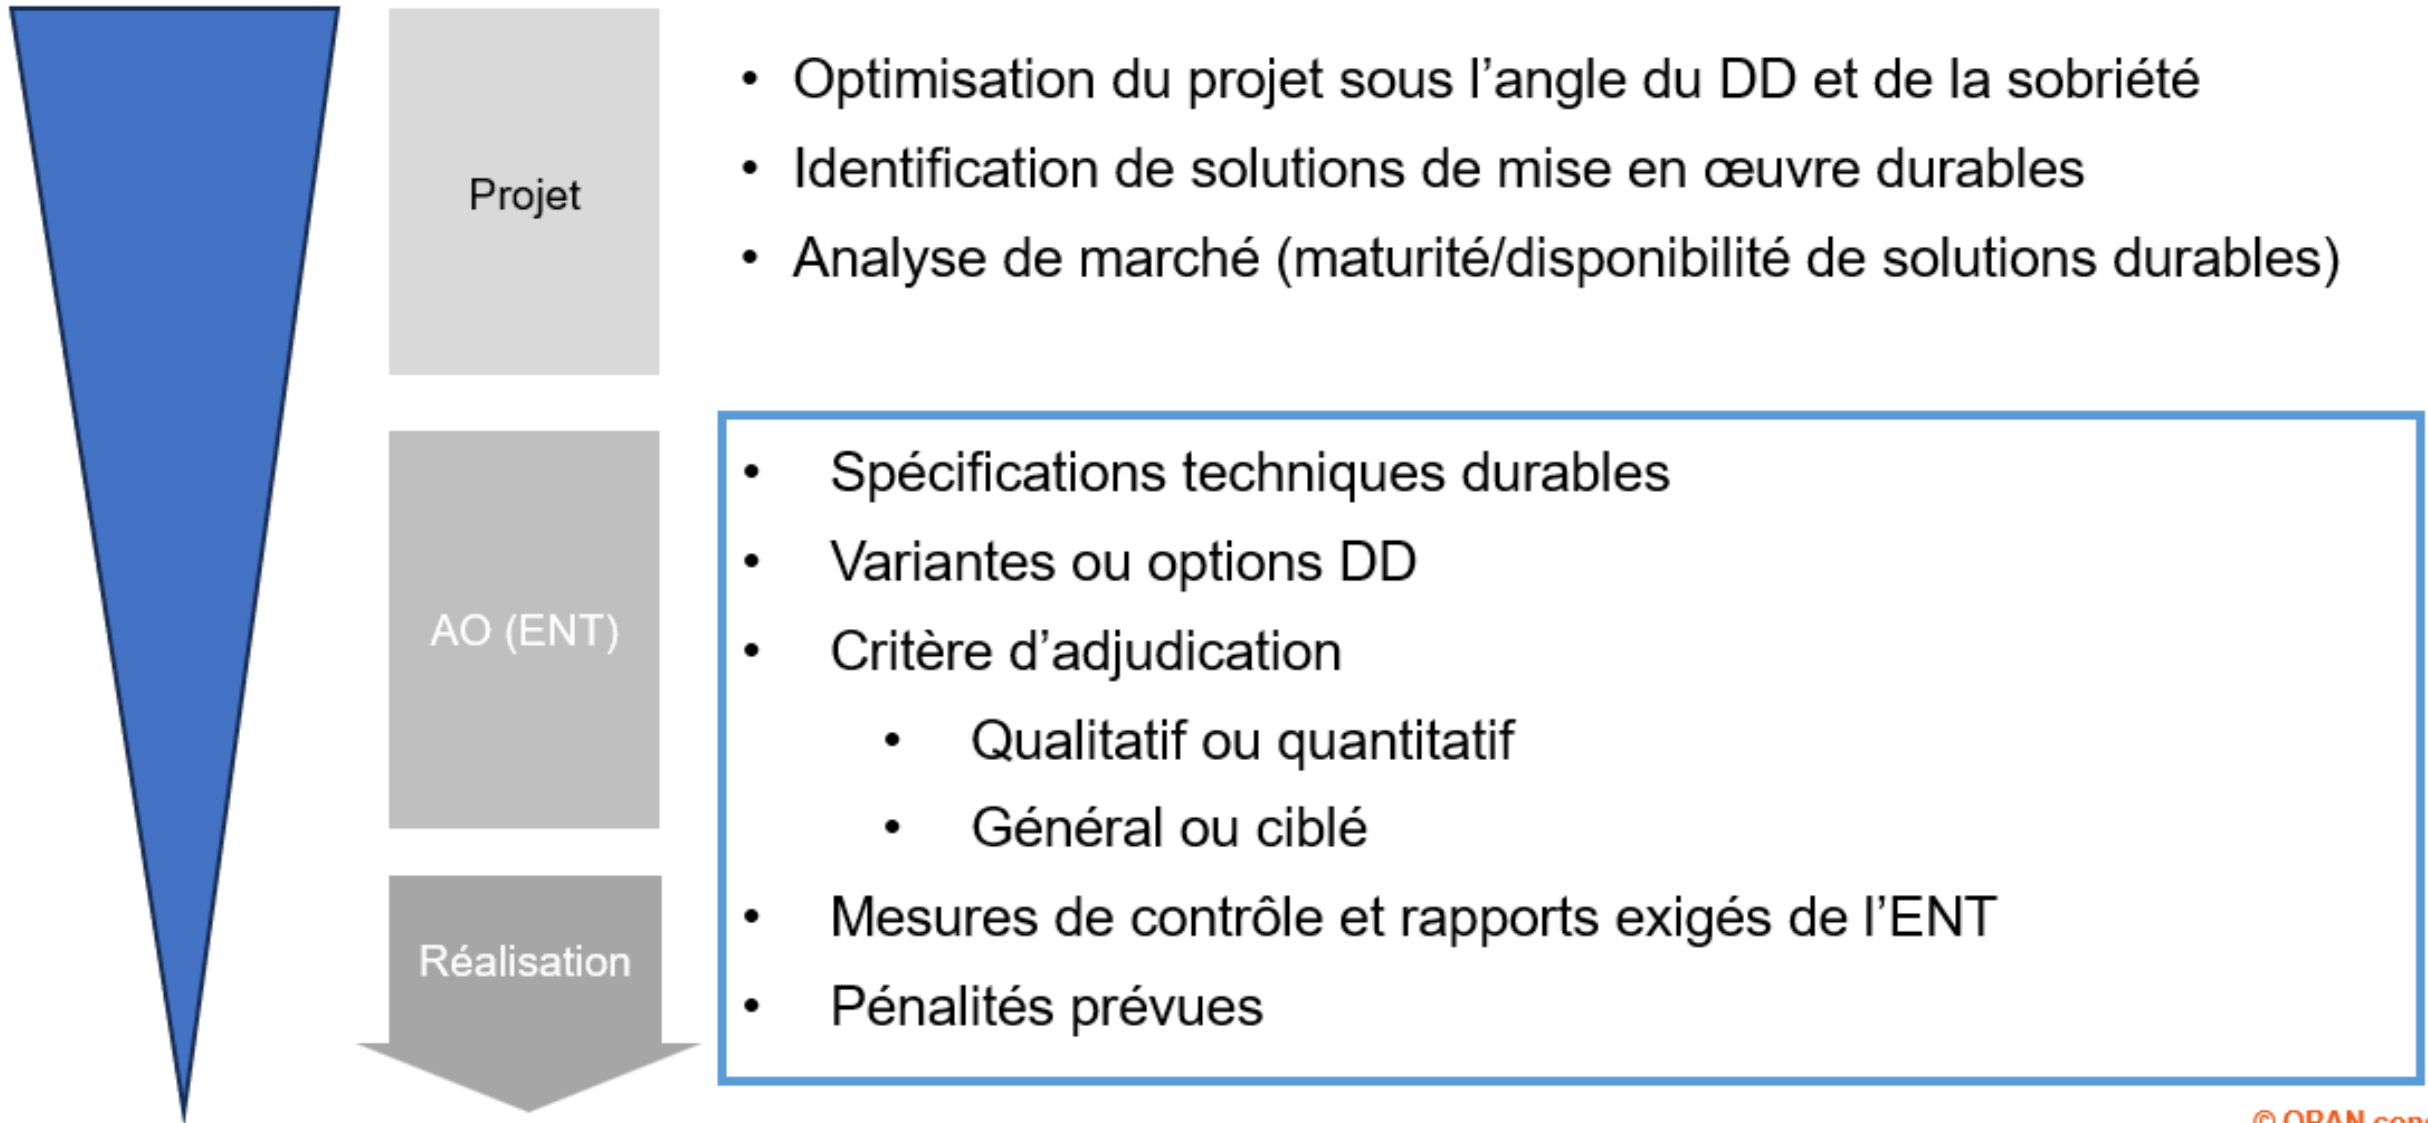 Projet
• Optimisation du projet sous l’angle du DD et de la sobriété
• Identification de solutions de mise en œuvre durables
• Analyse de marché (maturité/disponibilité de solutions durables)
AO (ENT)
• Spécifications techniques durables
• Variantes ou options DD
• Critère d’adjudication
• Qualitatif ou quantitatif
• Général ou ciblé
Réalisation
• Mesures de contrôle et rapports exigés de l’ENT
• Pénalités prévues
©